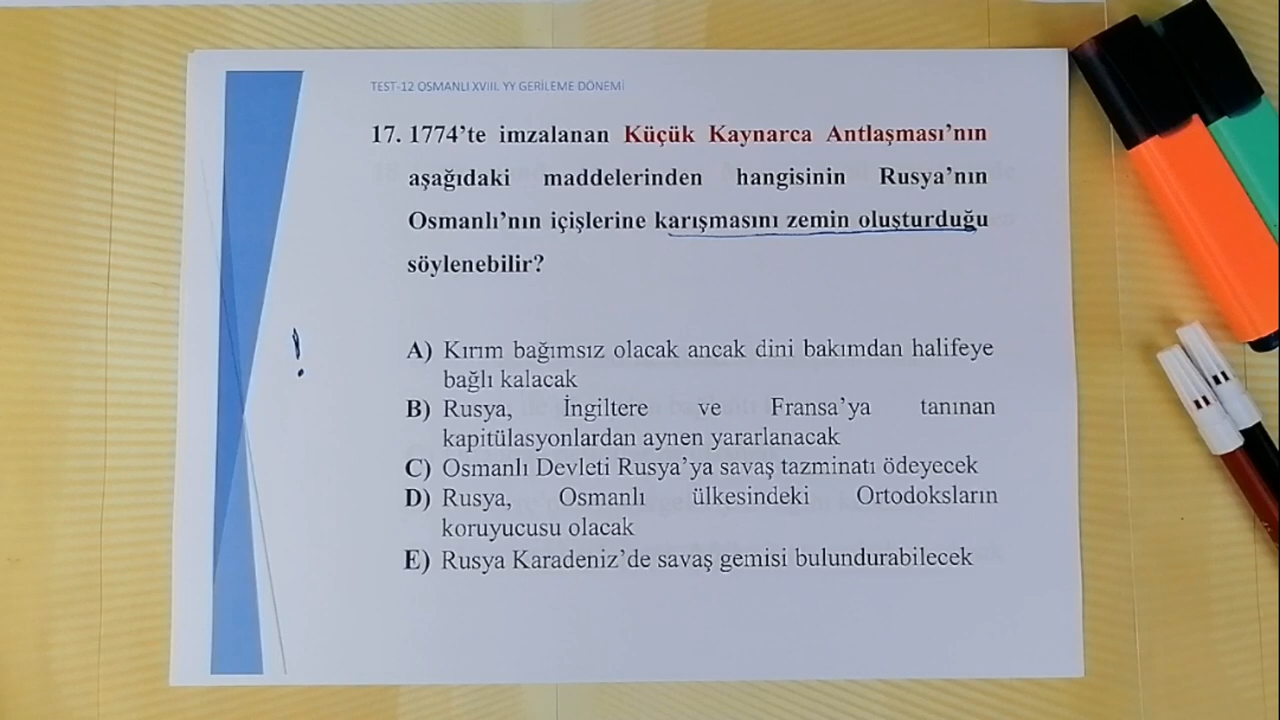 TEST-12 OSMANLI XVIII. YY GERİLEME DÖNEMİ
17. 1774’te imzalanan Küçük Kaynarca Antlaşması’nın
aşağıdaki maddelerinden hangisinin Rusya’nın
Osmanlı’nın içişlerine karışmasını zemin oluşturduğu
söylenebilir?
!
A) Kırım bağımsız olacak ancak dini bakımdan halifeye
bağlı kalacak
B) Rusya, İngiltere ve Fransa’ya tanınan
kapitülasyonlardan aynen yararlanacak
C) Osmanlı Devleti Rusya’ya savaş tazminatı ödeyecek
D) Rusya, Osmanlı ülkesindeki Ortodoksların
koruyucusu olacak
E) Rusya Karadeniz’de savaş gemisi bulundurabilecek